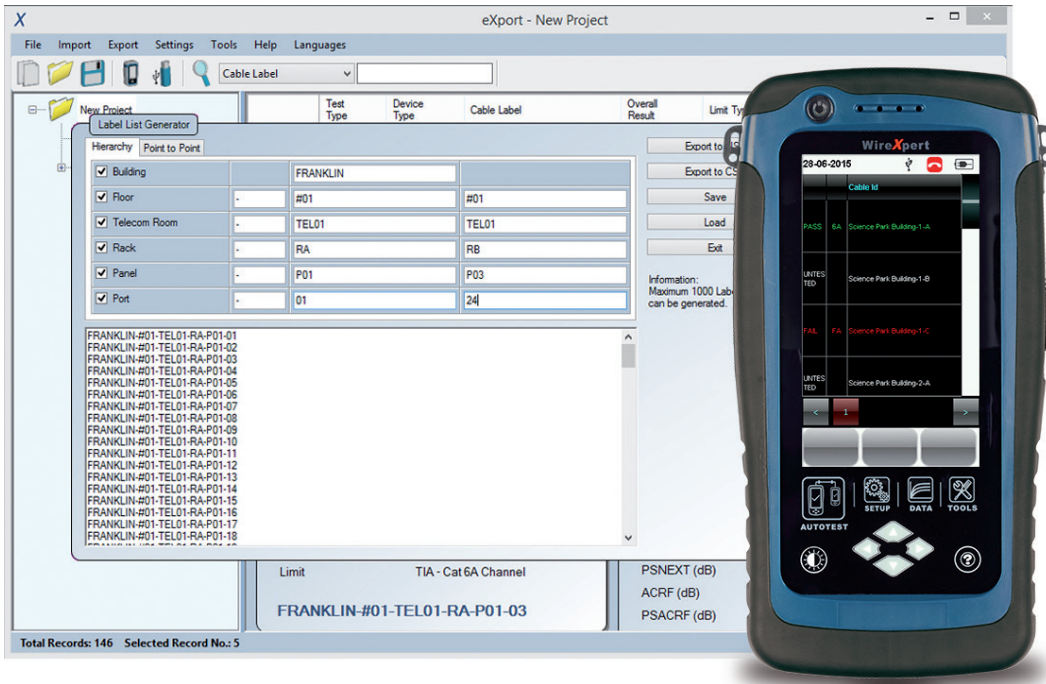 X
eXport - New Project
File Import Export Settings Tools Help Languages
Cable Label
New Project
Test Type
Device Type
Cable Label
Overall Result
Limit
Label List Generator
Hierarchy Point to Point
Building FRANKLIN
Floor - #01 #01
Telecom Room - TEL01 TEL01
Rack - RA RB
Panel - P01 P03
Port - 01 24
Export to
Export to
Save
Load
Exit
Information:
Maximum 1000
can be generated.
FRANKLIN-#01-TEL01-RA-P01-01
FRANKLIN-#01-TEL01-RA-P01-02
FRANKLIN-#01-TEL01-RA-P01-03
FRANKLIN-#01-TEL01-RA-P01-04
FRANKLIN-#01-TEL01-RA-P01-05
FRANKLIN-#01-TEL01-RA-P01-06
FRANKLIN-#01-TEL01-RA-P01-07
FRANKLIN-#01-TEL01-RA-P01-08
FRANKLIN-#01-TEL01-RA-P01-09
FRANKLIN-#01-TEL01-RA-P01-10
FRANKLIN-#01-TEL01-RA-P01-11
FRANKLIN-#01-TEL01-RA-P01-12
FRANKLIN-#01-TEL01-RA-P01-13
FRANKLIN-#01-TEL01-RA-P01-14
FRANKLIN-#01-TEL01-RA-P01-15
FRANKLIN-#01-TEL01-RA-P01-16
FRANKLIN-#01-TEL01-RA-P01-17
FRANKLIN-#01-TEL01-RA-P01-18
Limit TIA - Cat 6A Channel
FRANKLIN-#01-TEL01-RA-P01-03
PSNEXT (dB)
ACRF (dB)
PSACRF (dB)
Total Records: 146 Selected Record No.: 5
WireXpert
28-06-2015
Cable Id
PASS 6A Science Park Building-1-A
UNTES
TED Science Park Building-1-B
FAIL FA Science Park Building-1-C
UNTES
TED Science Park Building-2-A
< 1 >
AUTOTEST
SETUP DATA TOOLS
?